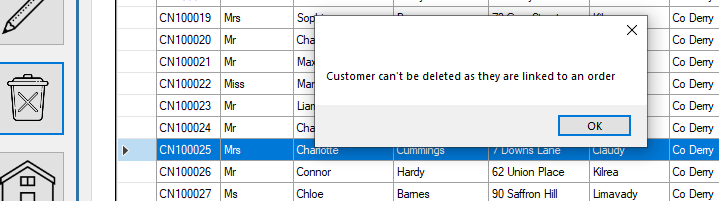 CN100019 Mrs
CN100020 Mr
CN100021 Mr
CN100022 Miss
CN100023 Mr
CN100024 Mr
Co Derry
Co Derry
Co Derry
Co Derry
Co Derry
Co Derry
Customer can't be deleted as they are linked to an order
OK
CN100025 Mrs Charlotte Cummings 7 Downs Lane Claudy Co Derry
CN100026 Mr Connor Hardy 62 Union Place Kilrea Co Derry
CN100027 Ms Chloe Barnes 90 Saffron Hill Limavady Co Derry